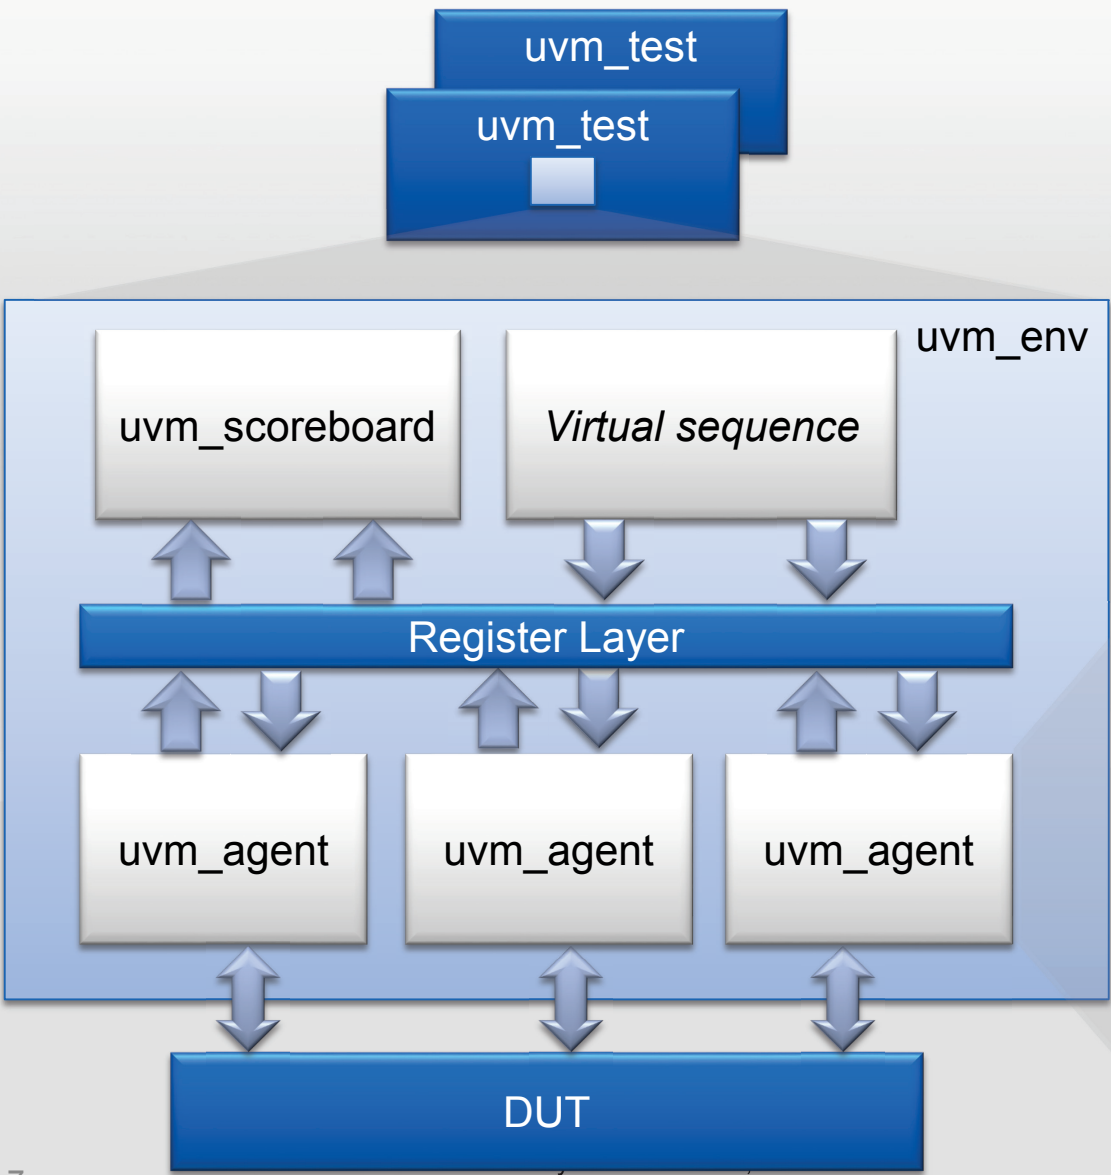 uvm_test
uvm_test
uvm_env
uvm_scoreboard
Virtual sequence
Register Layer
uvm_agent
uvm_agent
uvm_agent
DUT